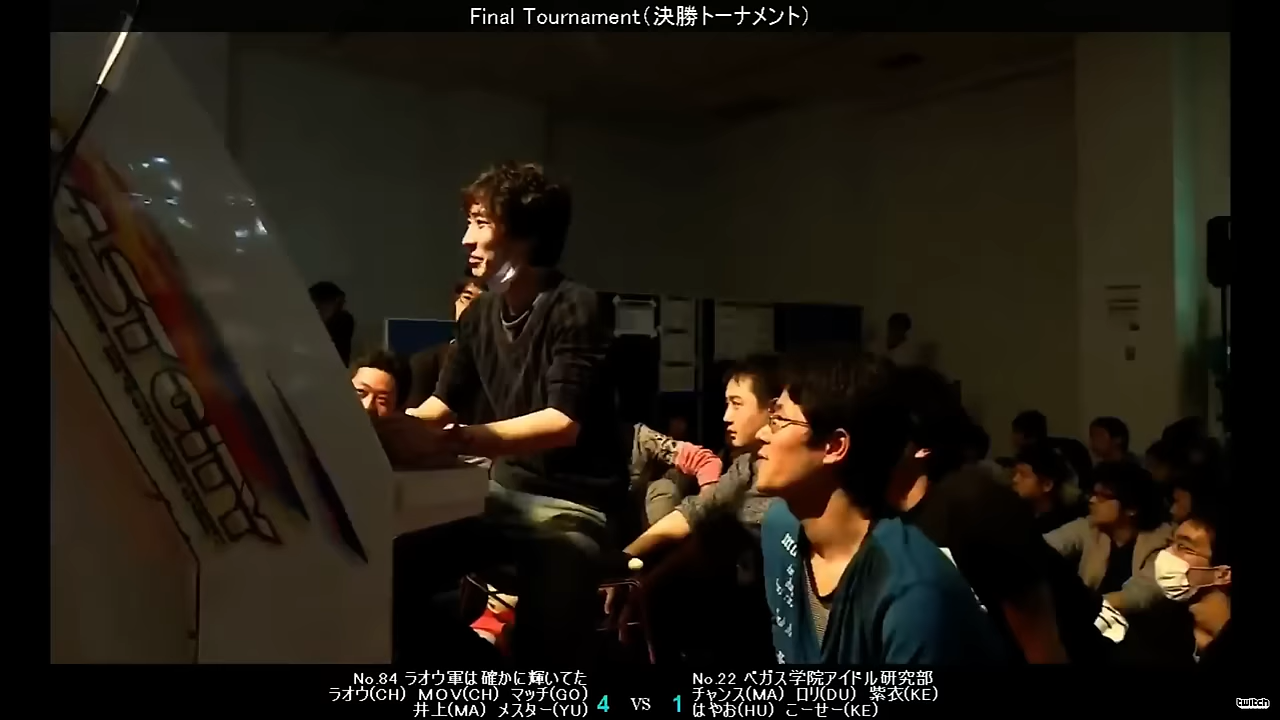 Final Tournament(決勝トーナメント)
ASTRO CITY
No.84 ラオウ軍は確かに輝いてた
ラオウ(CH) MOV(CH) マッチ(GO)
井上(MA) メスター(YU)
4 vs 1
No.22 ペガス学院アイドル研究部
チャンス(MA) ロリ(DU) 紫衣(KE)
はやお(HU) こーせー(KE)
twitch